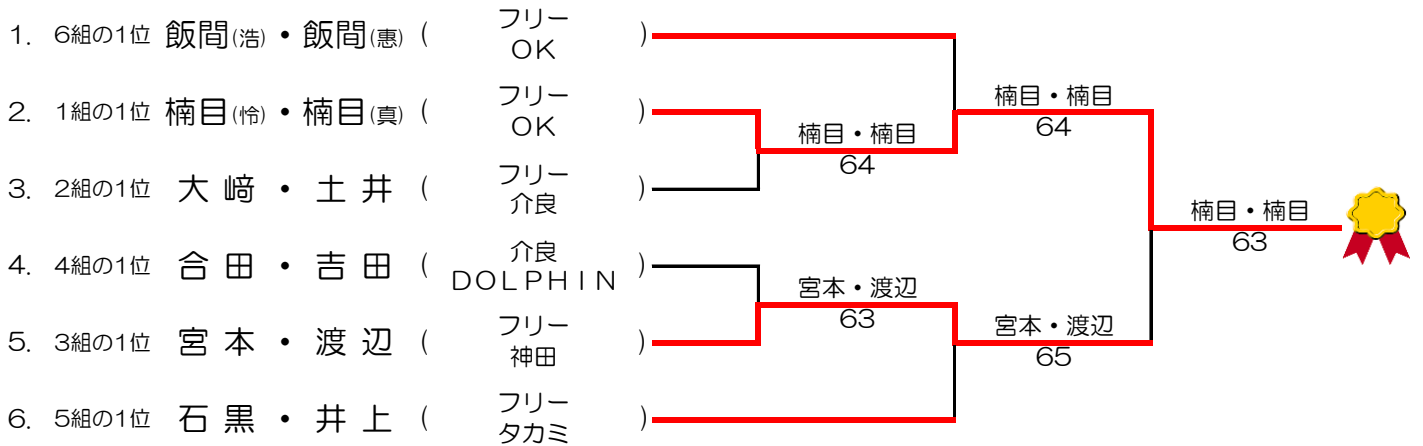 1. 6組の1位 飯間(浩)・飯間(惠) ( フリー OK )
2. 1組の1位 楠目(怜)・楠目(真) ( フリー OK )
3. 2組の1位 大﨑・土井 ( フリー 介良 )
4. 4組の1位 合田・吉田 ( 介良 DOLPHIN )
5. 3組の1位 宮本・渡辺 ( フリー 神田 )
6. 5組の1位 石黒・井上 ( フリー タカミ )
楠目・楠目
64
宮本・渡辺
63
楠目・楠目
64
宮本・渡辺
65
楠目・楠目
63